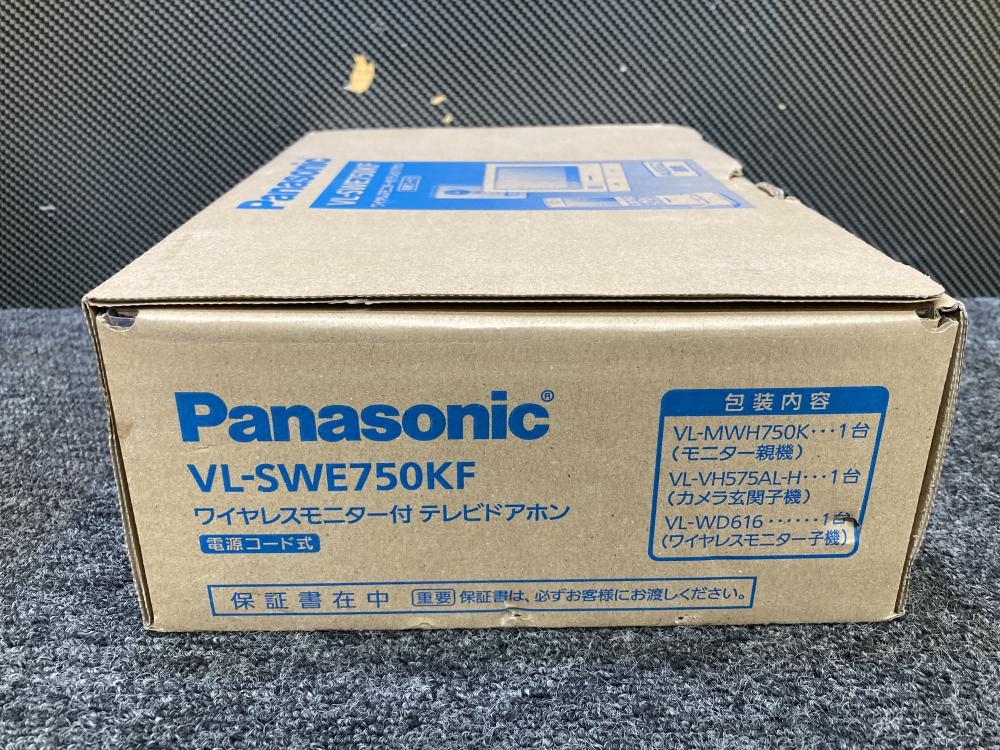 Panasonic
VL-SWE750KF
Panasonic®
VL-SWE750KF
ワイヤレスモニター付 テレビドアホン
電源コード式
包装内容
VL-MWH750K･･･1台
(モニター親機)
VL-VH575AL-H･･･1台
(カメラ玄関子機)
VL-WD616･･････1台
(ワイヤレスモニター子機)
保証書在中 重要 保証書は、必ずお客様にお渡しください。